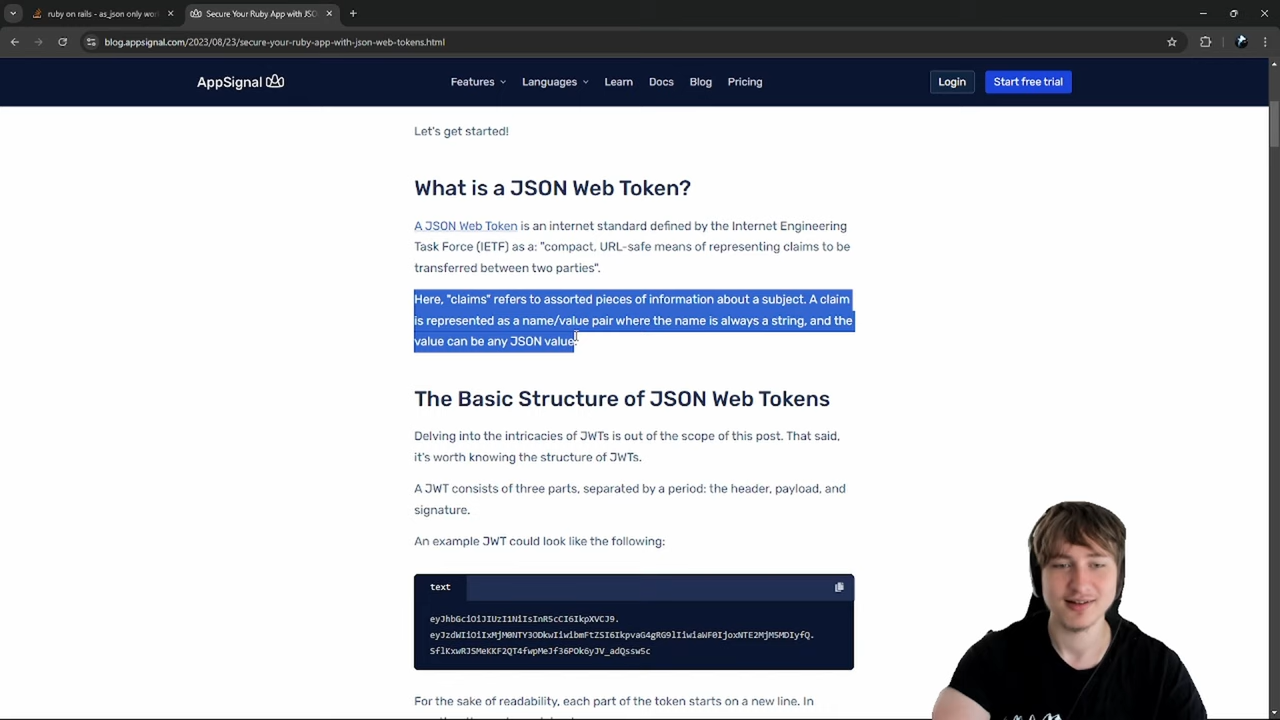 ruby on rails - as_json only wor
Secure Your Ruby App with JSO
blog.appsignal.com/2023/08/23/secure-your-ruby-app-with-json-web-tokens.html
AppSignal
Features
Languages
Learn
Docs
Blog
Pricing
Login
Start free trial
Let's get started!
What is a JSON Web Token?
A JSON Web Token is an internet standard defined by the Internet Engineering
Task Force (IETF) as a: "compact, URL-safe means of representing claims to be
transferred between two parties".
Here, "claims" refers to assorted pieces of information about a subject. A claim
is represented as a name/value pair where the name is always a string, and the
value can be any JSON value.
The Basic Structure of JSON Web Tokens
Delving into the intricacies of JWTs is out of the scope of this post. That said,
it's worth knowing the structure of JWTs.
A JWT consists of three parts, separated by a period: the header, payload, and
signature.
An example JWT could look like the following:
text
eyJhbGciOiJIUzI1NiIsInR5cCI6IkpXVCJ9.
eyJzdWIiOiIxMjM0NTY3ODkwIiwibmFtZSI6IkpvaG4gRG9lIiwiaWF0IjoxNTE2MjM5MDIyfQ.
SflKxwRJSMeKKF2QT4fwpMeJf36POk6yJV_adQssw5c
For the sake of readability, each part of the token starts on a new line. In